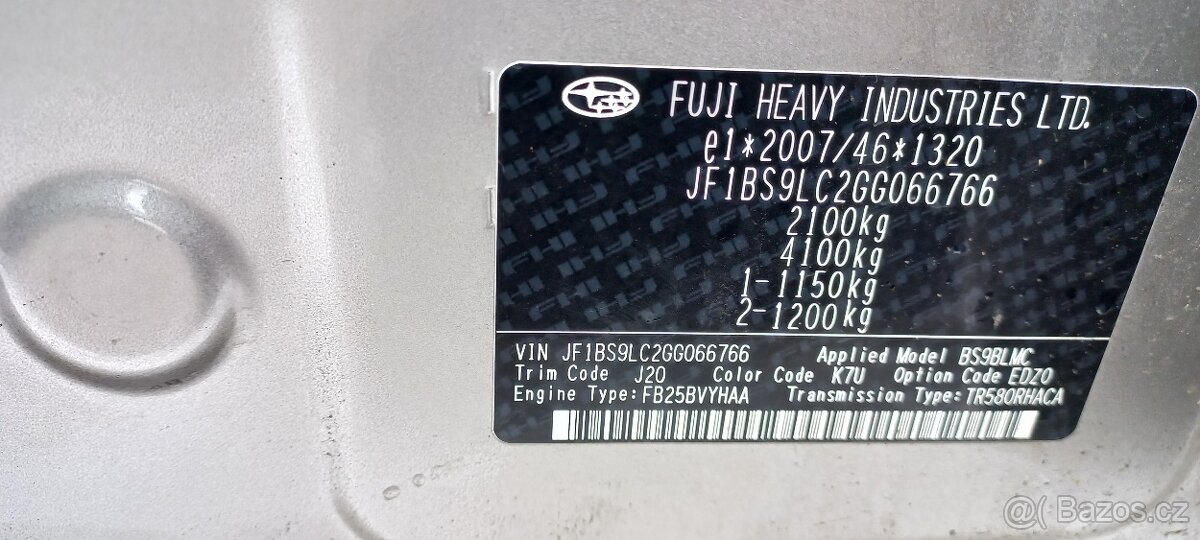 FUJI HEAVY INDUSTRIES LTD.
e1*2007/46*1320
JF1BS9LC2GG066766
2100kg
4100kg
1-1150kg
2-1200kg
VIN JF1BS9LC2GG066766 Applied Model BS9BLMC
Trim Code J20 Color Code K7U Option Code EDZO
Engine Type:FB25BVYHAA Transmission Type:TR580RHACA
@( Bazos.cz